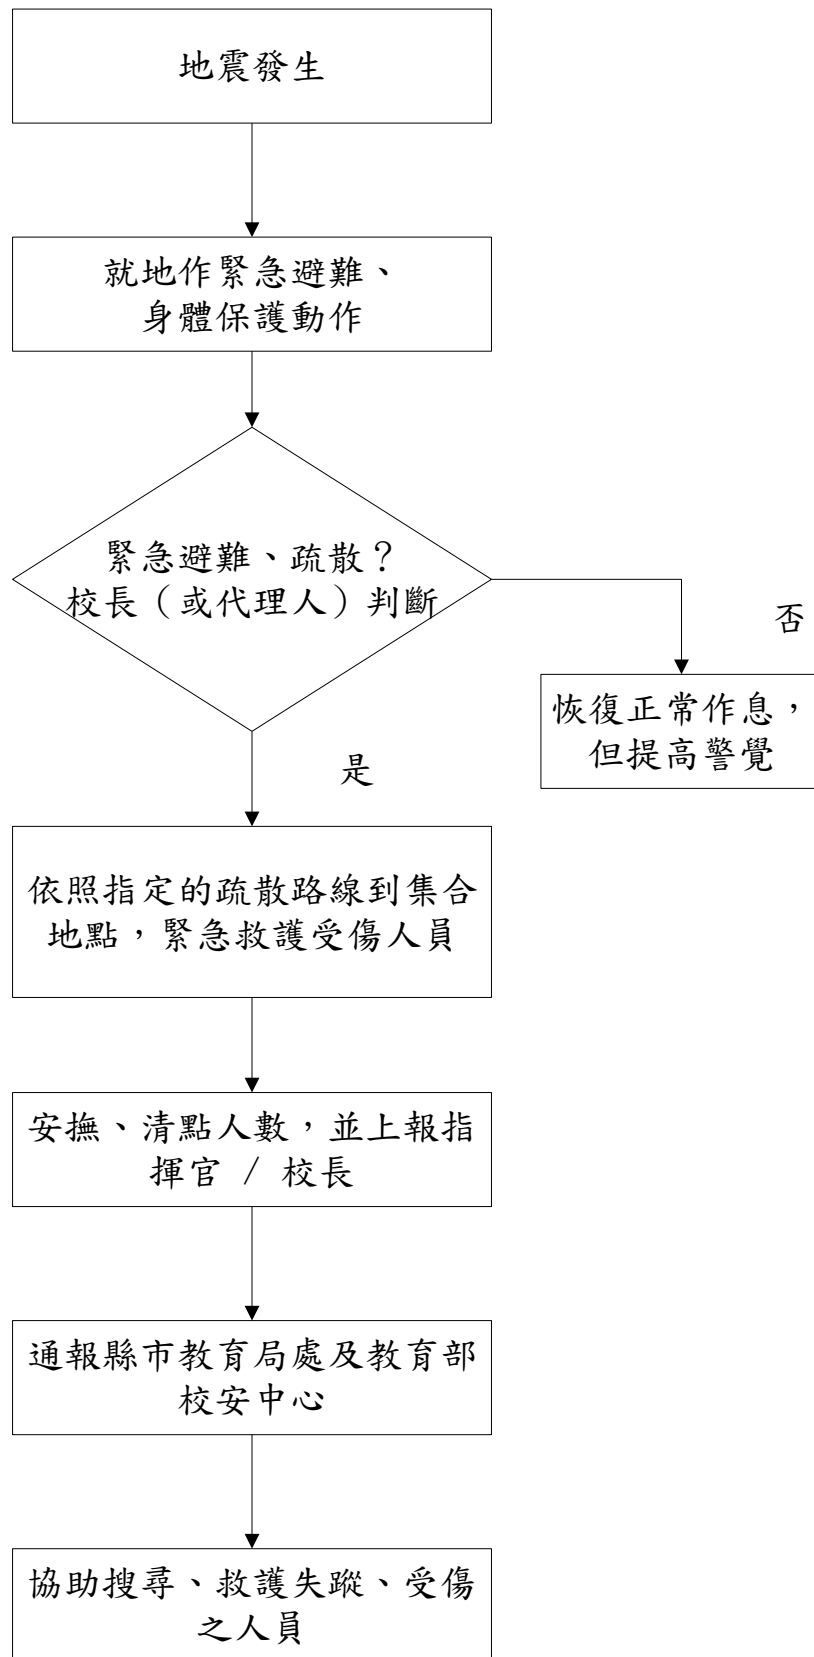 地震發生
就地作緊急避難、
身體保護動作
緊急避難、疏散？
校長（或代理人）判斷
否
恢復正常作息，
但提高警覺
是
依照指定的疏散路線到集合
地點，緊急救護受傷人員
安撫、清點人數，並上報指
揮官 / 校長
通報縣市教育局處及教育部
校安中心
協助搜尋、救護失蹤、受傷
之人員